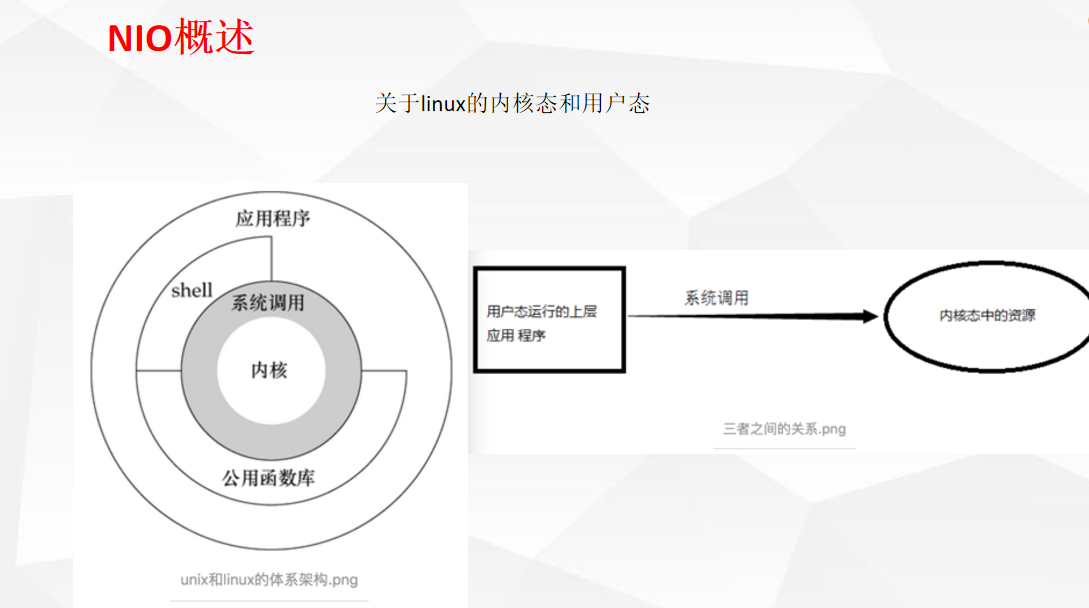 NIO概述
关于linux的内核态和用户态
应用程序
shell
系统调用
内核
公用函数库
unix和linux的体系架构.png
用户态运行的上层
应用 程序
系统调用
内核态中的资源
三者之间的关系.png